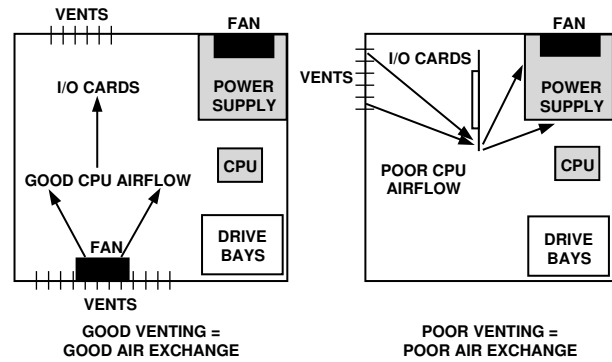 VENTS
FAN
I/O CARDS
POWER
SUPPLY
CPU
GOOD CPU AIRFLOW
FAN
DRIVE
BAYS
VENTS
GOOD VENTING =
GOOD AIR EXCHANGE
FAN
VENTS
I/O CARDS
POWER
SUPPLY
CPU
POOR CPU
AIRFLOW
DRIVE
BAYS
POOR VENTING =
POOR AIR EXCHANGE